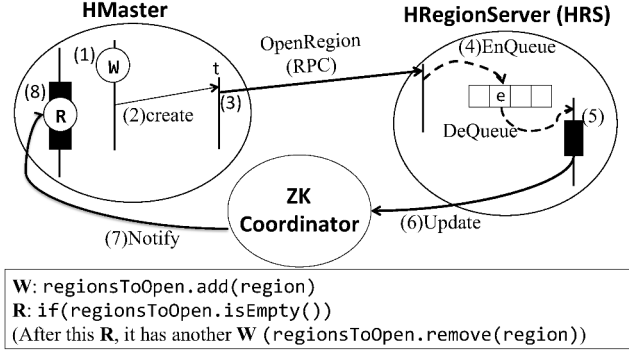 HMaster
HRegionServer (HRS)
(1)
W
t
OpenRegion
(RPC)
(4)EnQueue
(8)
R
(2)create
(3)
e
DeQueue
(5)
ZK
Coordinator
(6)Update
(7)Notify
W: regionsToOpen.add(region)
R: if(regionsToOpen.isEmpty())
(After this R, it has another W (regionsToOpen.remove(region))